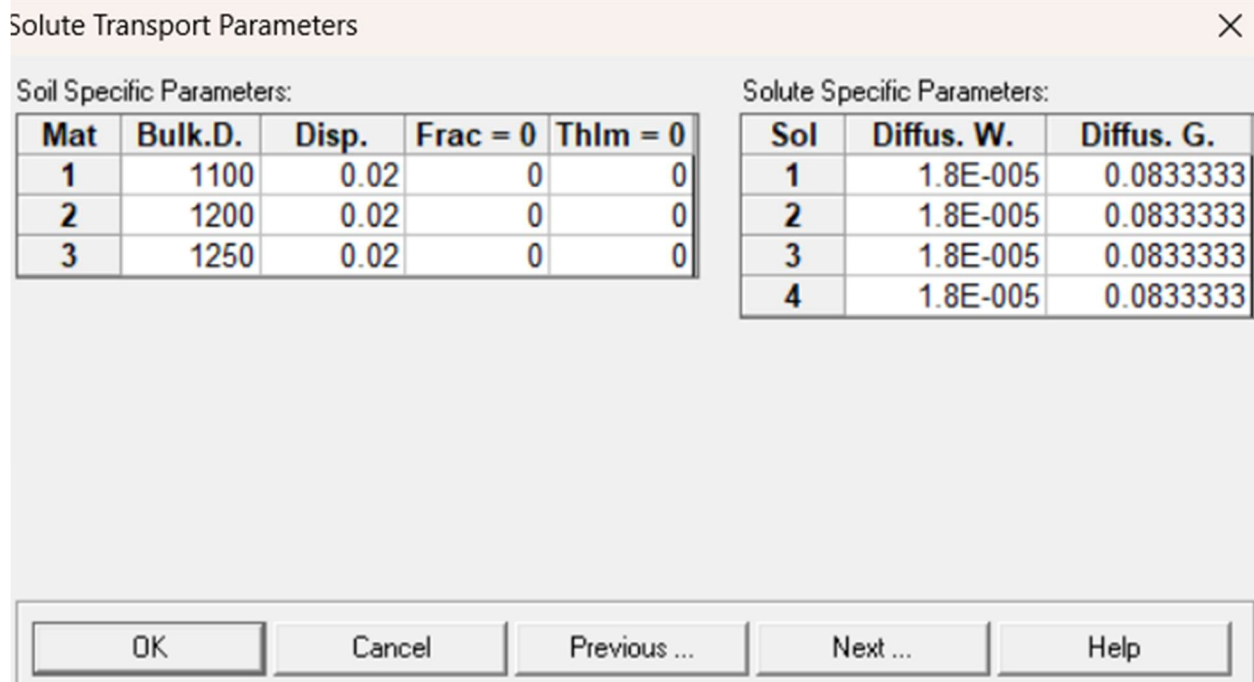 Solute Transport Parameters
Soil Specific Parameters:
Mat Bulk.D. Disp. Frac = 0 ThIm = 0
1 1100 0.02 0 0
2 1200 0.02 0 0
3 1250 0.02 0 0
Solute Specific Parameters:
Sol Diffus. W. Diffus. G.
1 1.8E-005 0.0833333
2 1.8E-005 0.0833333
3 1.8E-005 0.0833333
4 1.8E-005 0.0833333
OK Cancel Previous ... Next ... Help